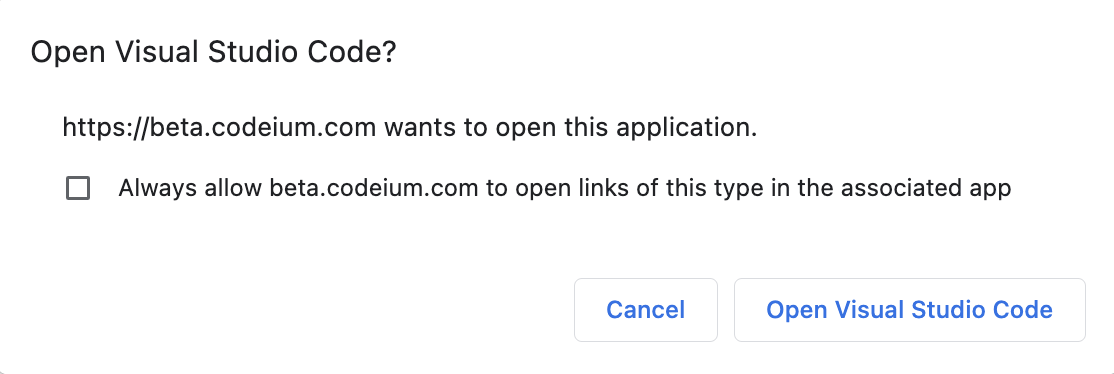 Open Visual Studio Code?
https://beta.codeium.com wants to open this application.
Always allow beta.codeium.com to open links of this type in the associated app
Cancel
Open Visual Studio Code